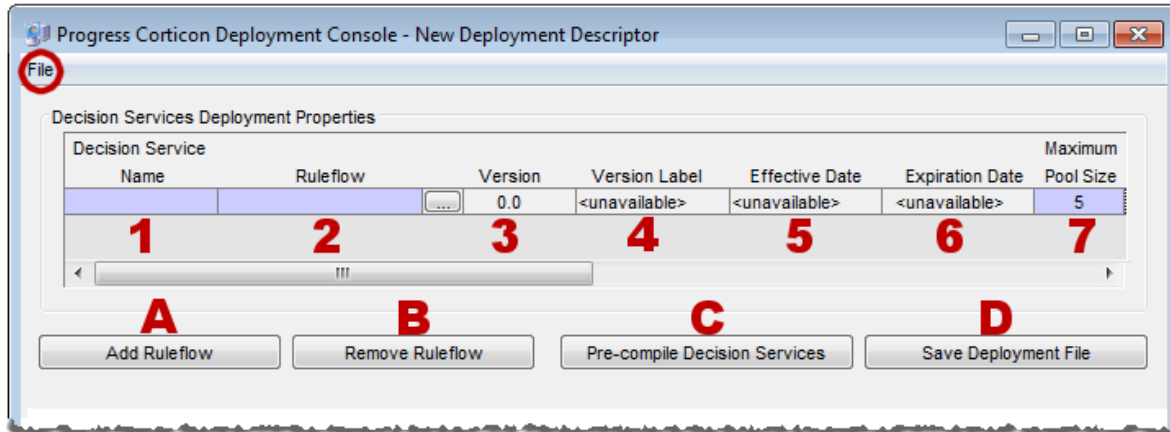 Progress Corticon Deployment Console - New Deployment Descriptor
File
Decision Services Deployment Properties
Decision Service Maximum
Name Ruleflow Version Version Label Effective Date Expiration Date Pool Size
... 0.0 <unavailable> <unavailable> <unavailable> 5
1 2 3 4 5 6 7
A B C D
Add Ruleflow Remove Ruleflow Pre-compile Decision Services Save Deployment File